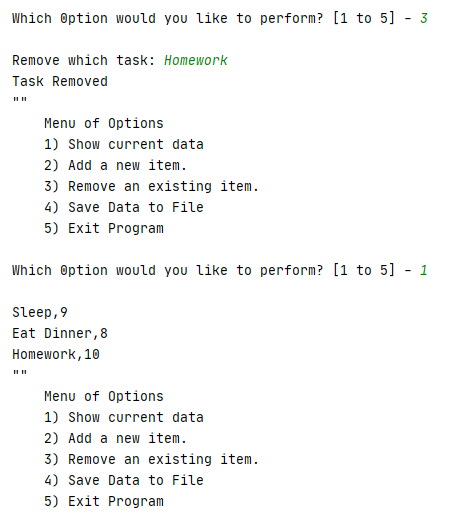 Which Option would you like to perform? [1 to 5] - 3
Remove which task: Homework
Task Removed
""
Menu of Options
1) Show current data
2) Add a new item.
3) Remove an existing item.
4) Save Data to File
5) Exit Program
Which Option would you like to perform? [1 to 5] - 1
Sleep,9
Eat Dinner,8
Homework,10
""
Menu of Options
1) Show current data
2) Add a new item.
3) Remove an existing item.
4) Save Data to File
5) Exit Program